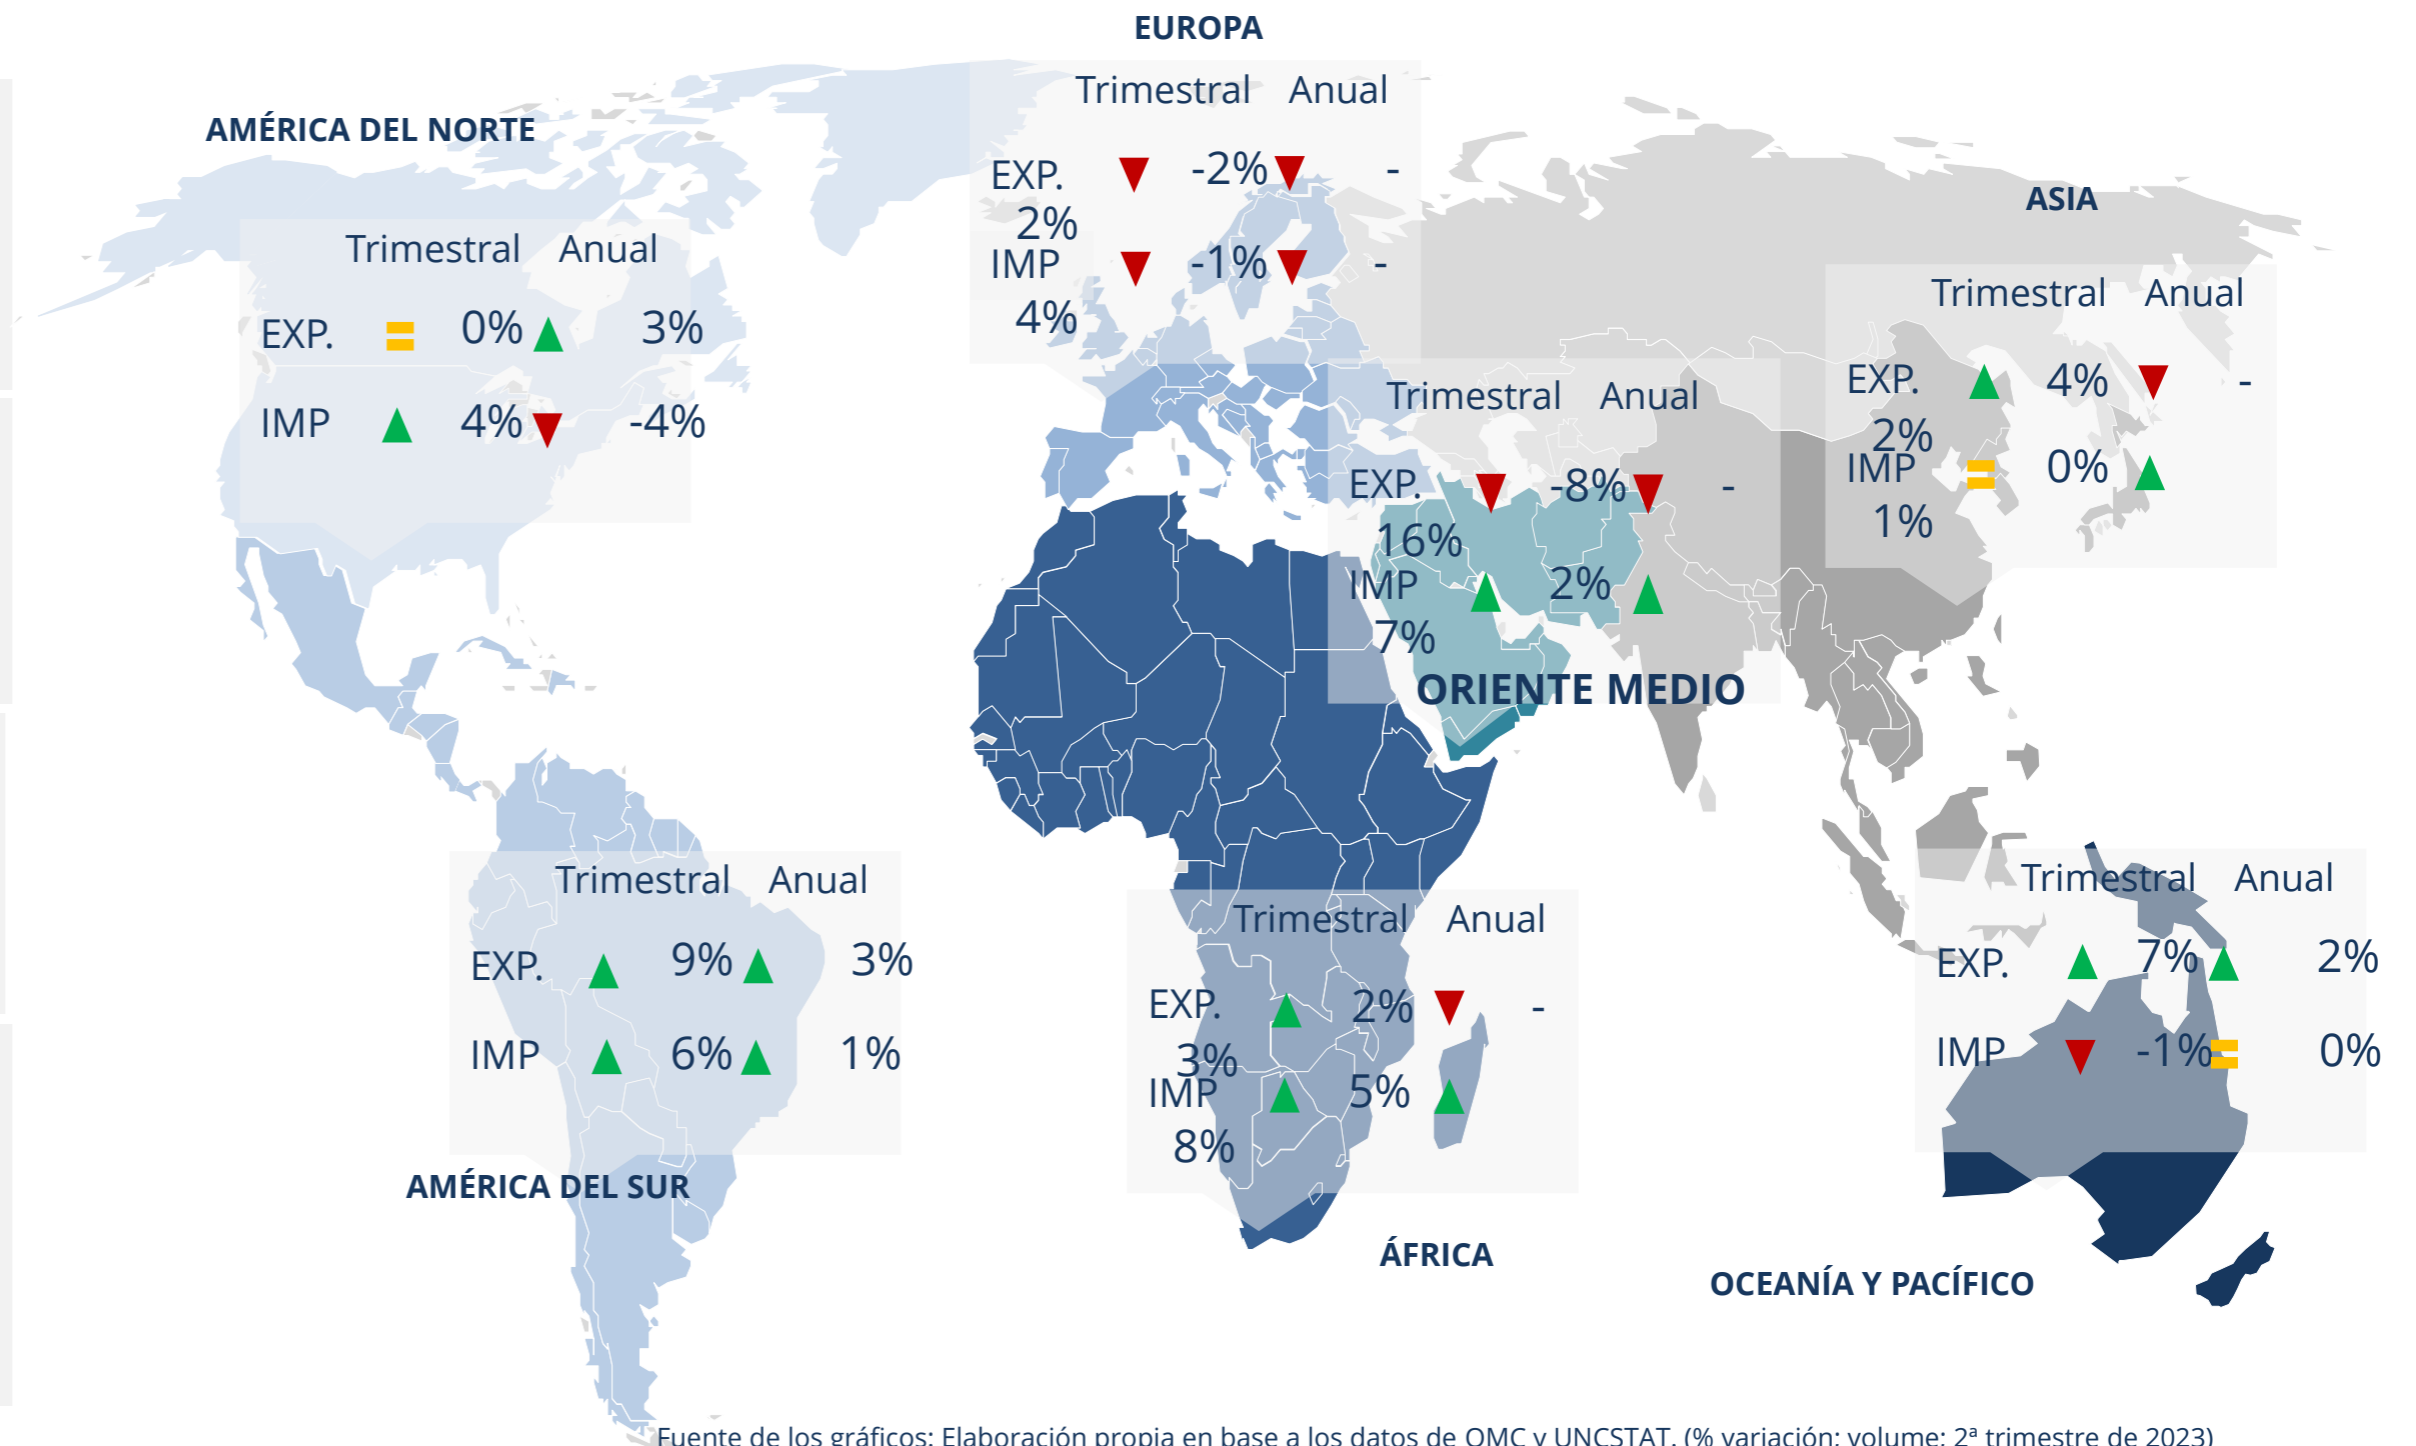 EUROPA
Trimestral Anual
EXP. -2% -
2%
IMP -1% -
4%
AMÉRICA DEL NORTE
Trimestral Anual
EXP. 0% 3%
IMP 4% -4%
ASIA
Trimestral Anual
EXP. 4% -
2%
IMP 0%
1%
Trimestral Anual
EXP. -8% -
16%
IMP 2%
7%
ORIENTE MEDIO
Trimestral Anual
EXP. 9% 3%
IMP 6% 1%
AMÉRICA DEL SUR
Trimestral Anual
EXP. 2% -
3%
IMP 5%
8%
ÁFRICA
Trimestral Anual
EXP. 7% 2%
IMP -1% 0%
OCEANÍA Y PACÍFICO
Fuente de los gráficos: Elaboración propia en base a los datos de OMC y UNCSTAT. (% variación; volume; 2ª trimestre de 2023)